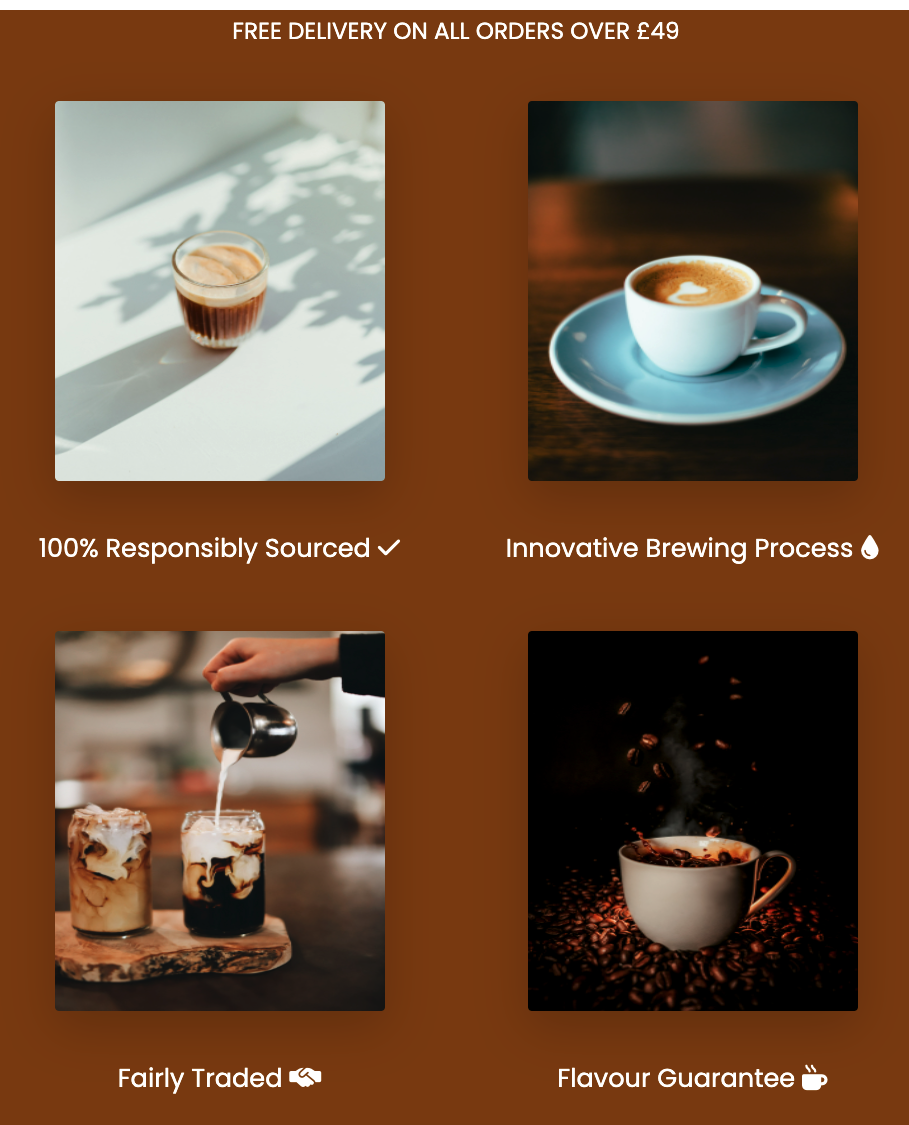 FREE DELIVERY ON ALL ORDERS OVER £49
100% Responsibly Sourced
Innovative Brewing Process
Fairly Traded
Flavour Guarantee